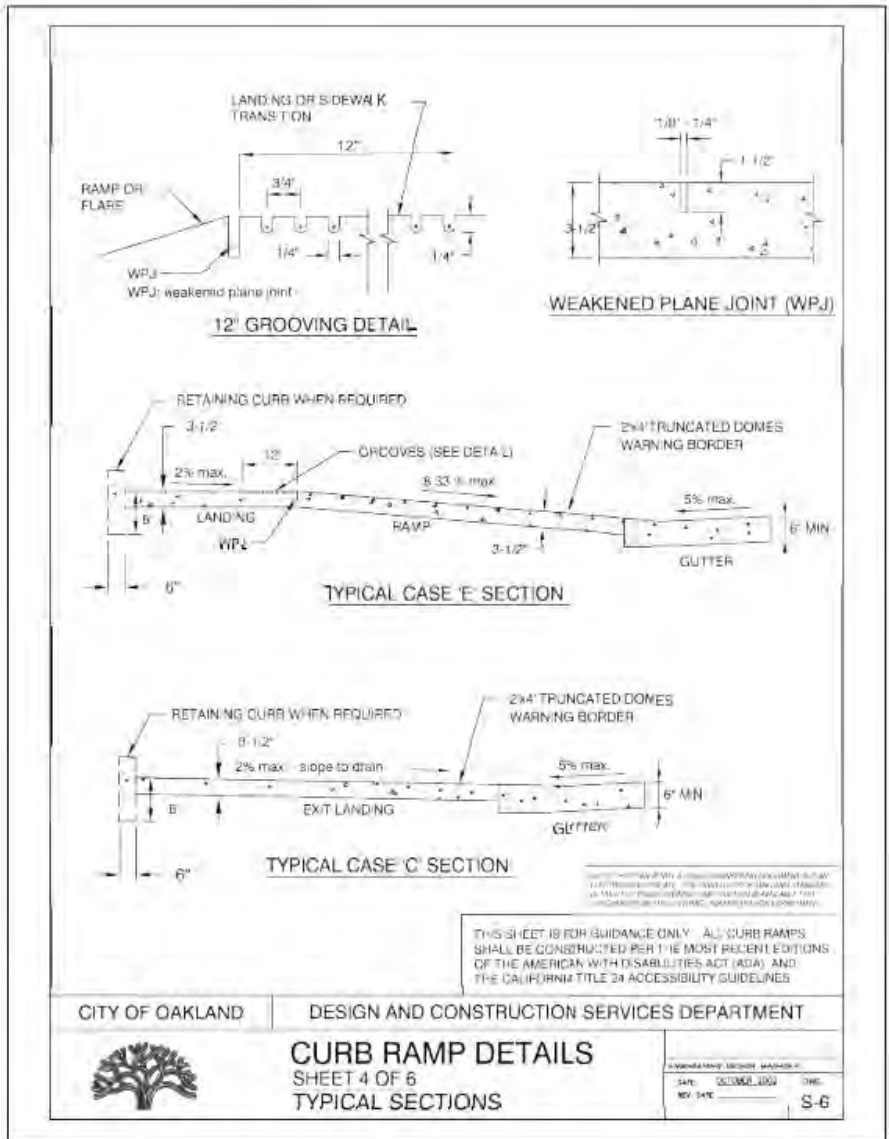 LANDING OR SIDEWALK
TRANSITION
12"
3/4"
RAMP OR
FLARE
1/4"
1/4"
WPJ
WPJ: weakened plane joint
12" GROOVING DETAIL
1/8" - 1/4"
1-1/2"
3-1/2"
WEAKENED PLANE JOINT (WPJ)
RETAINING CURB WHEN REQUIRED
3-1/2"
2% max.
12"
GROOVES (SEE DETAIL)
8.33 % max
2'x4' TRUNCATED DOMES
WARNING BORDER
5% max.
6" MIN
LANDING
WPJ
RAMP
3-1/2"
GUTTER
6"
TYPICAL CASE 'E' SECTION
RETAINING CURB WHEN REQUIRED
2'x4' TRUNCATED DOMES
WARNING BORDER
2% max. slope to drain
5% max.
6" MIN
EXIT LANDING
GUTTER
6"
TYPICAL CASE 'C' SECTION
THIS SHEET IS FOR GUIDANCE ONLY. ALL CURB RAMPS
SHALL BE CONSTRUCTED PER THE MOST RECENT EDITIONS
OF THE AMERICAN WITH DISABILITIES ACT (ADA) AND
THE CALIFORNIA TITLE 24 ACCESSIBILITY GUIDELINES
CITY OF OAKLAND
DESIGN AND CONSTRUCTION SERVICES DEPARTMENT
CURB RAMP DETAILS
SHEET 4 OF 6
TYPICAL SECTIONS
DATE OCTOBER 2002
REV. DATE
DWG.
S-6